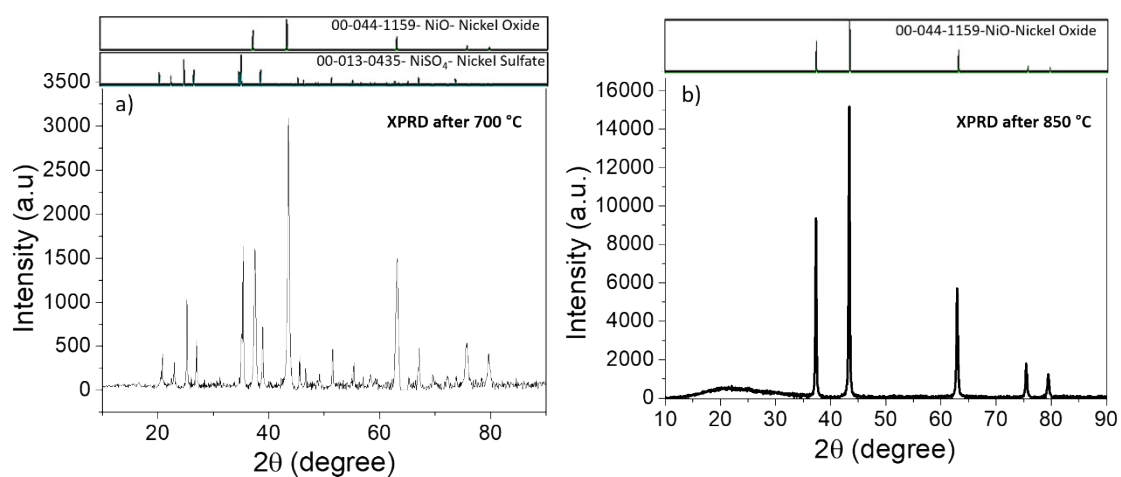 00-044-1159- NiO- Nickel Oxide
00-013-0435- NiSO₄- Nickel Sulfate
a)
XPRD after 700 °C
3500
3000
2500
2000
1500
1000
500
0
Intensity (a.u)
20 40 60 80
2θ (degree)
00-044-1159-NiO-Nickel Oxide
b)
XPRD after 850 °C
16000
14000
12000
10000
8000
6000
4000
2000
0
Intensity (a.u.)
10 20 30 40 50 60 70 80 90
2θ (degree)